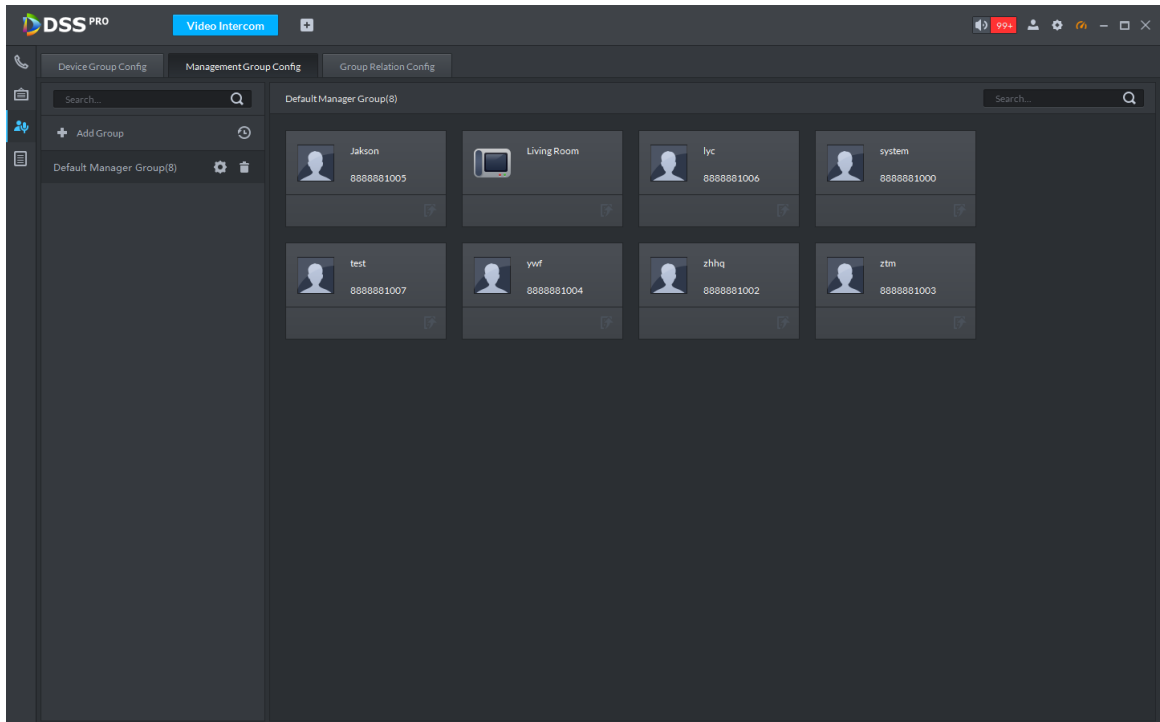 DSS PRO
Video Intercom
99+
Device Group Config
Management Group Config
Group Relation Config
Search...
Default Manager Group(8)
Search...
Add Group
Default Manager Group(8)
Jakson
8888881005
Living Room
lyc
8888881006
system
8888881000
test
8888881007
ywf
8888881004
zhhq
8888881002
ztm
8888881003